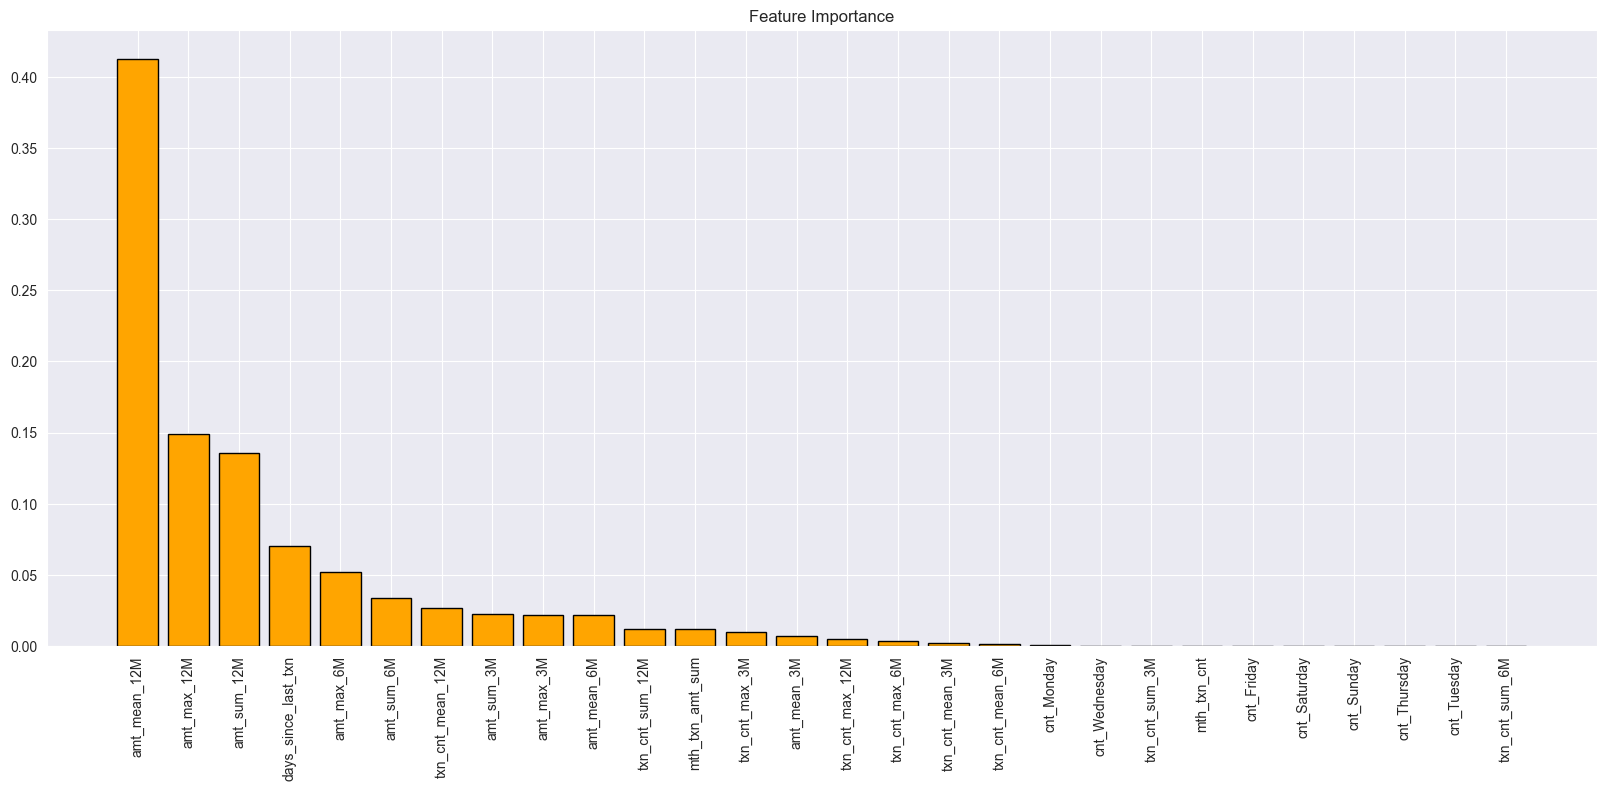 Feature Importance
0.40
0.35
0.30
0.25
0.20
0.15
0.10
0.05
0.00
amt_mean_12M
amt_max_12M
amt_sum_12M
days_since_last_txn
amt_max_6M
amt_sum_6M
txn_cnt_mean_12M
amt_sum_3M
amt_max_3M
amt_mean_6M
txn_cnt_sum_12M
mth_txn_amt_sum
txn_cnt_max_3M
amt_mean_3M
txn_cnt_max_12M
txn_cnt_max_6M
txn_cnt_mean_3M
txn_cnt_mean_6M
cnt_Monday
cnt_Wednesday
txn_cnt_sum_3M
mth_txn_cnt
cnt_Friday
cnt_Saturday
cnt_Sunday
cnt_Thursday
cnt_Tuesday
txn_cnt_sum_6M